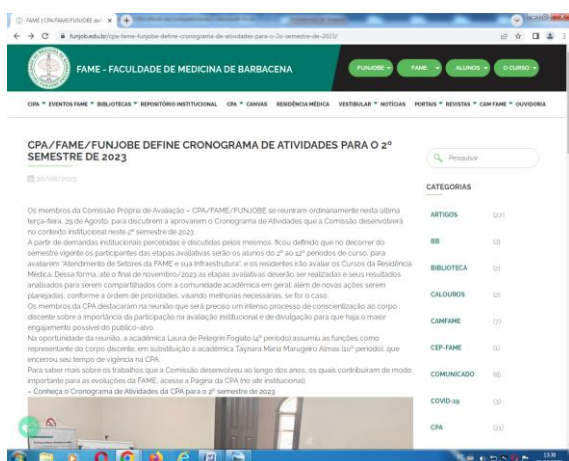 FAME | CPA/FAME/FUNJOBE defi
funjob.edu.br/cpa-fame-funjobe-define-cronograma-de-atividades-para-o-2o-semestre-de-2023/
FAME - FACULDADE DE MEDICINA DE BARBACENA
FUNJOBE
FAME
ALUNOS
O CURSO
CIPA EVENTOS FAME BIBLIOTECAS REPOSITÓRIO INSTITUCIONAL CPA CANVAS RESIDÊNCIA MÉDICA VESTIBULAR NOTÍCIAS PORTAIS REVISTAS CAM FAME OUVIDORIA
CPA/FAME/FUNJOBE DEFINE CRONOGRAMA DE ATIVIDADES PARA O 2º
SEMESTRE DE 2023
30/08/2023
Os membros da Comissão Própria de Avaliação – CPA/FAME/FUNJOBE se reuniram ordinariamente nesta última
terça-feira, 29 de Agosto, para discutirem a aprovarem o Cronograma de Atividades que a Comissão desenvolverá
no contexto institucional neste 2º semestre de 2023.
A partir de demandas institucionais percebidas e discutidas pelos mesmos, ficou definido que no decorrer do
semestre vigente os participantes das etapas avaliativas serão os alunos do 2º ao 12º períodos de curso, para
avaliarem "Atendimento de Setores da FAME e sua Infraestrutura", e os residentes irão avaliar os Cursos da Residência
Médica. Dessa forma, até o final de novembro/2023 as etapas avaliativas deverão ser realizadas e seus resultados
analisados para serem compartilhados com a comunidade acadêmica em geral, além de novas ações serem
planejadas, conforme a ordem de prioridades, visando melhorias necessárias, se for o caso.
Os membros da CPA destacaram na reunião que será preciso um intenso processo de conscientização ao corpo
discente sobre a importância da participação na avaliação institucional e de divulgação para que haja o maior
engajamento possível do público-alvo.
Na oportunidade da reunião, a acadêmica Laura de Pelegrin Fogiato (4º período) assumiu as funções como
representante do corpo discente, em substituição à acadêmica Taynara Maria Marugeiro Almas (10º período), que
encerrou seu tempo de vigência na CPA.
Para saber mais sobre os trabalhos que a Comissão desenvolveu ao longo dos anos, os quais contribuíram de modo
importante para as evoluções da FAME, acesse a Página da CPA (no site institucional).
– Conheça o Cronograma de Atividades da CPA para o 2º semestre de 2023.
Pesquisar
CATEGORIAS
ARTIGOS (27)
BB (2)
BIBLIOTECA (2)
CALOUROS (2)
CAMFAME (7)
CEP-FAME (1)
COMUNICADO (8)
COVID-19 (3)
CPA (23)
13:38